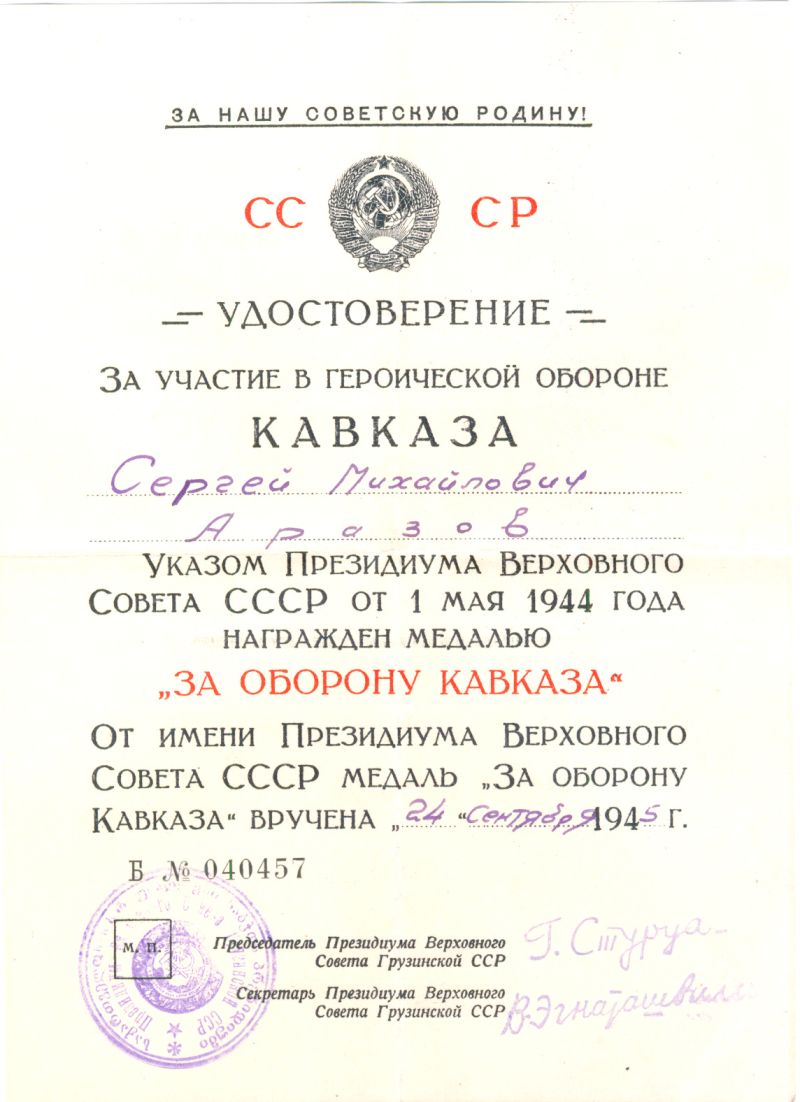 ЗА НАШУ СОВЕТСКУЮ РОДИНУ!
СС СР
УДОСТОВЕРЕНИЕ
ЗА УЧАСТИЕ В ГЕРОИЧЕСКОЙ ОБОРОНЕ
КАВКАЗА
Сергей Михайлович
Аразов
УКАЗОМ ПРЕЗИДИУМА ВЕРХОВНОГО
СОВЕТА СССР ОТ 1 МАЯ 1944 ГОДА
НАГРАЖДЕН МЕДАЛЬЮ
„ЗА ОБОРОНУ КАВКАЗА“
ОТ ИМЕНИ ПРЕЗИДИУМА ВЕРХОВНОГО
СОВЕТА СССР МЕДАЛЬ „ЗА ОБОРОНУ
КАВКАЗА“ ВРУЧЕНА „24“ Сентября 1945 Г.
Б № 040457
М. П.
Председатель Президиума Верховного
Совета Грузинской ССР
Г. Стуруа
Секретарь Президиума Верховного
Совета Грузинской ССР
В. Эгнаташвили